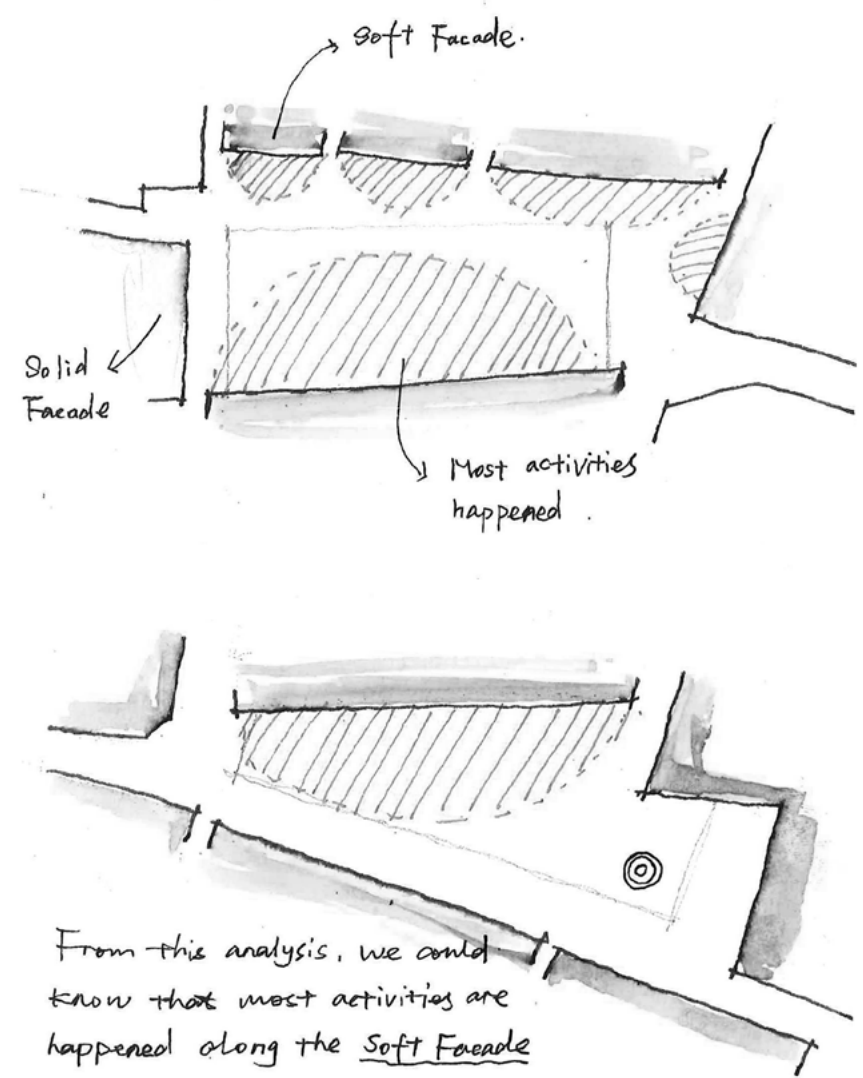 Soft Facade.
Solid
Facade
Most activities
happened .
From this analysis, we could
know that most activities are
happened along the Soft Facade